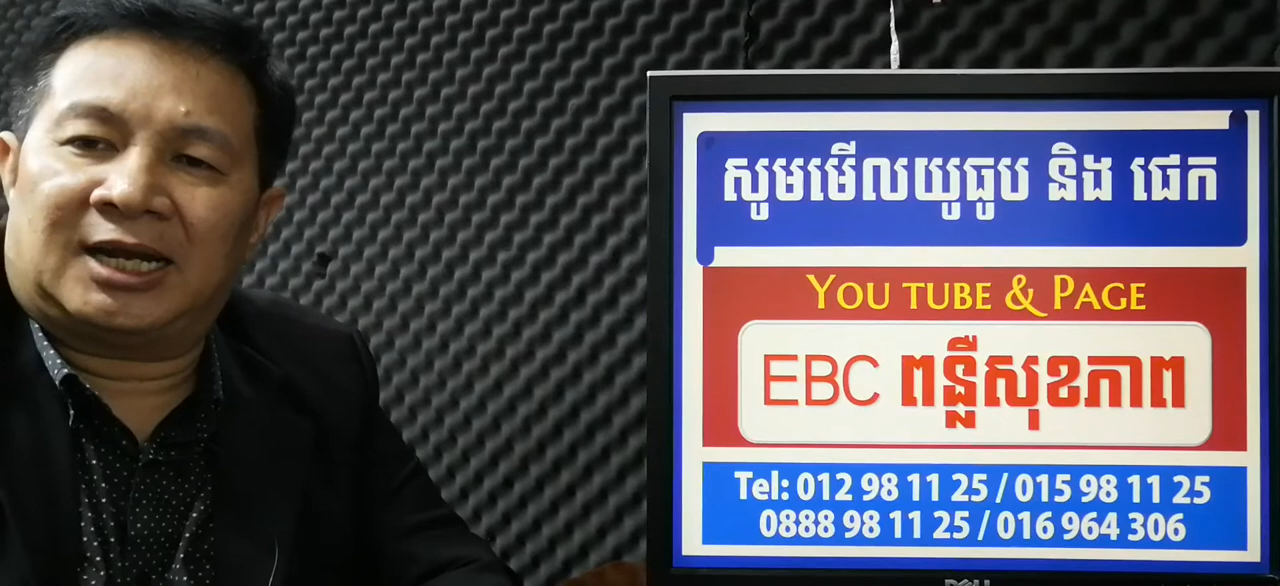 សូមមើលយូធូប និង ផេក
YOU TUBE & PAGE
EBC ពន្លឺសុខភាព
Tel: 012 98 11 25 / 015 98 11 25
0888 98 11 25 / 016 964 306